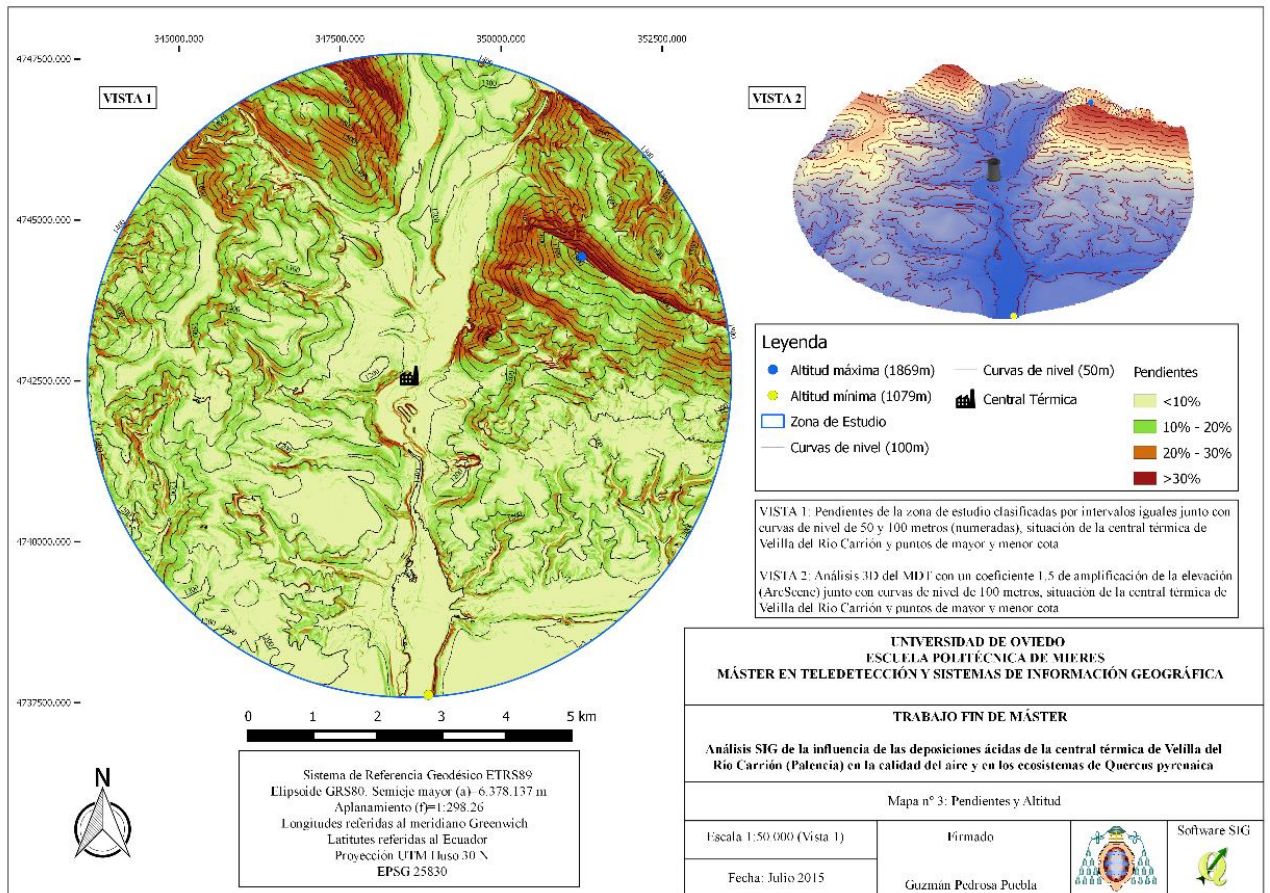 345000.000
347500.000
350000.000
352500.000
4747500.000
4745000.000
4742500.000
4740000.000
4737500.000
VISTA 1
VISTA 2
Leyenda
Altitud máxima (1869m)
Altitud mínima (1079m)
Zona de Estudio
Curvas de nivel (100m)
Curvas de nivel (50m)
Central Térmica
Pendientes
<10%
10% - 20%
20% - 30%
>30%
VISTA 1: Pendientes de la zona de estudio clasificadas por intervalos iguales junto con
curvas de nivel de 50 y 100 metros (numeradas), situación de la central térmica de
Velilla del Río Carrión y puntos de mayor y menor cota
VISTA 2: Análisis 3D del MDT con un coeficiente 1,5 de amplificación de la elevación
(ArcScene) junto con curvas de nivel de 100 metros, situación de la central térmica de
Velilla del Río Carrión y puntos de mayor y menor cota
0 1 2 3 4 5 km
N
Sistema de Referencia Geodésico ETRS89
Elipsoide GRS80. Semieje mayor (a)=6.378.137 m
Aplanamiento (f)=1:298.26
Longitudes referidas al meridiano Greenwich
Latitutes referidas al Ecuador
Proyección UTM Huso 30 N
EPSG 25830
UNIVERSIDAD DE OVIEDO
ESCUELA POLITÉCNICA DE MIERES
MÁSTER EN TELEDETECCIÓN Y SISTEMAS DE INFORMACIÓN GEOGRÁFICA
TRABAJO FIN DE MÁSTER
Análisis SIG de la influencia de las deposiciones ácidas de la central térmica de Velilla del
Río Carrión (Palencia) en la calidad del aire y en los ecosistemas de Quercus pyrenaica
Mapa nº 3: Pendientes y Altitud
Escala 1:50.000 (Vista 1)
Fecha: Julio 2015
Firmado
Guzmán Pedrosa Puebla
Software SIG